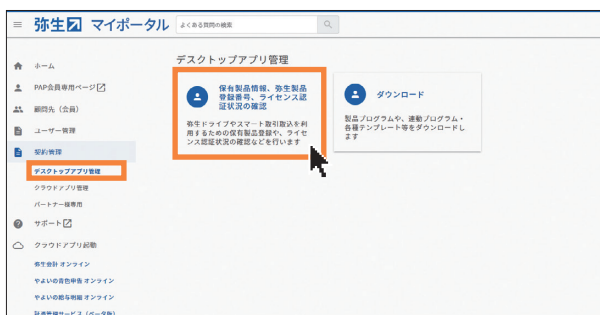 弥生 マイポータル
よくある質問の検索
デスクトップアプリ管理
ホーム
PAP会員専用ページ
顧問先(会員)
ユーザー管理
契約管理
デスクトップアプリ管理
クラウドアプリ管理
パートナー様専用
サポート
クラウドアプリ起動
弥生会計 オンライン
やよいの青色申告 オンライン
やよいの給与明細 オンライン
保有製品情報、弥生製品
登録番号、ライセンス認
証状況の確認
弥生ドライブやスマート取引取込を利
用するための保有製品登録や、ライセ
ンス認証状況の確認などを行います
ダウンロード
製品プログラムや、連動プログラム・
各種テンプレート等をダウンロードし
ます